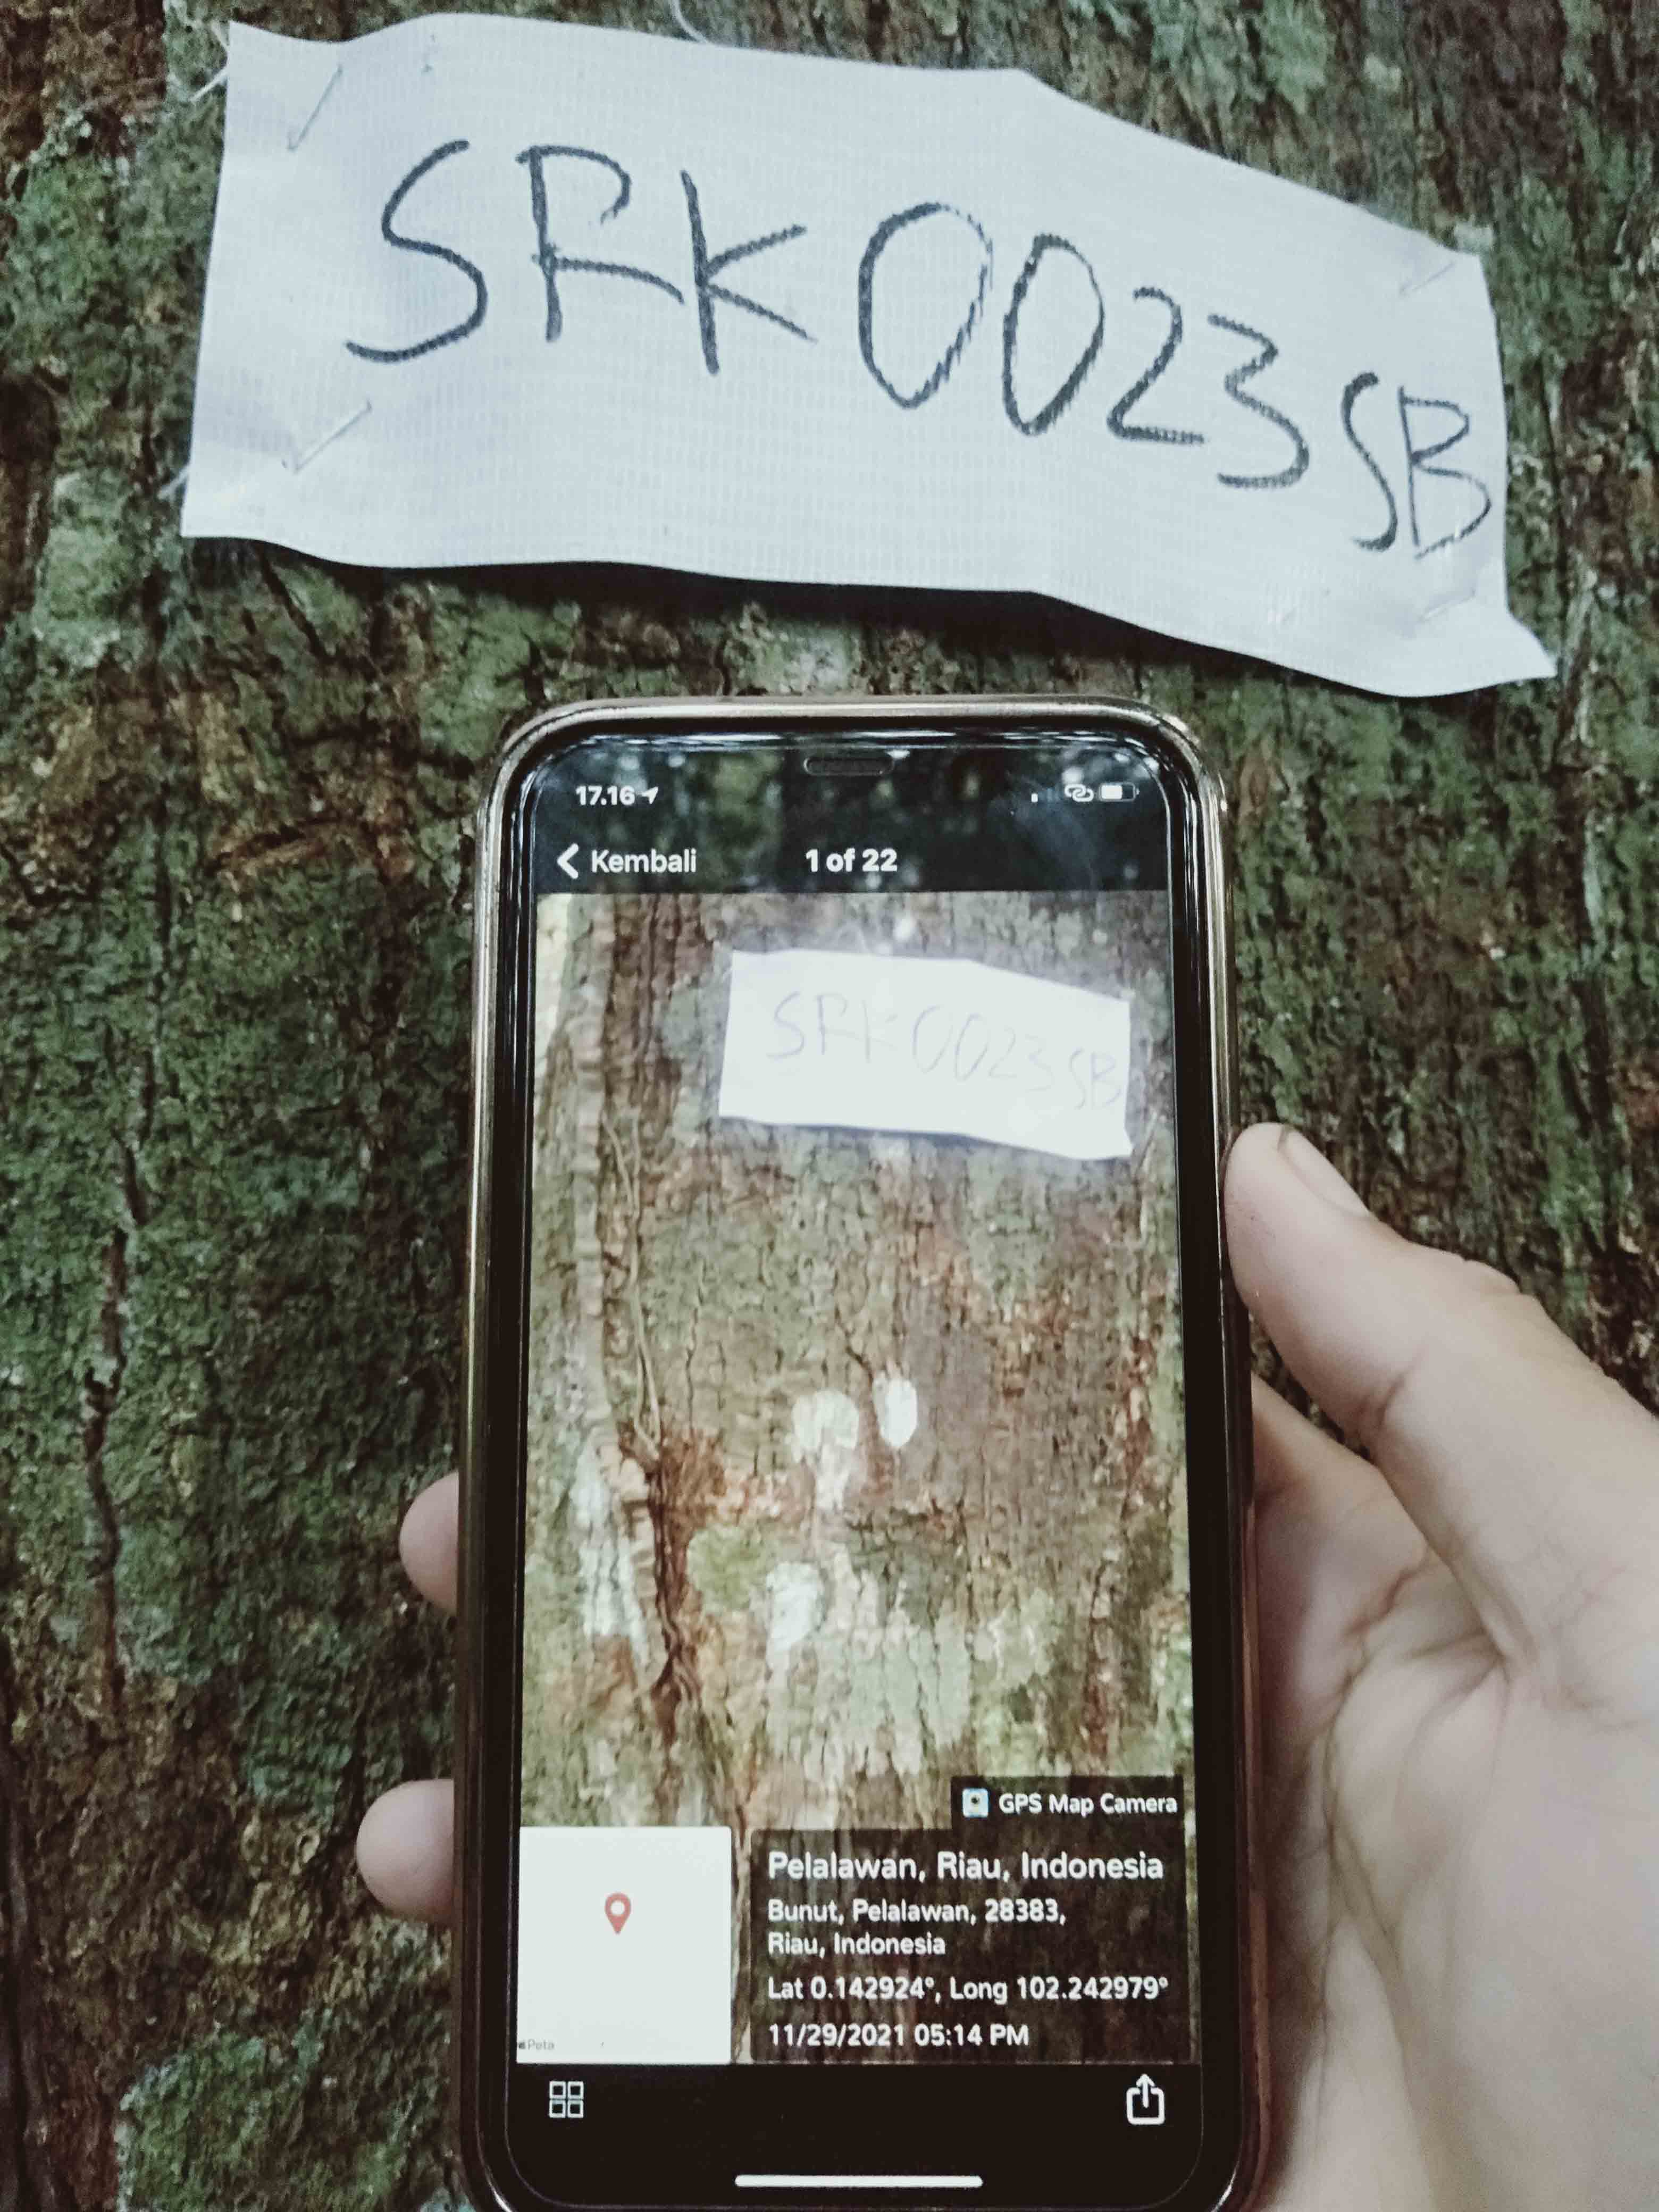 SRK0023SB
17.16
Kembali
1 of 22
SRK0023SB
GPS Map Camera
Pelalawan, Riau, Indonesia
Bunut, Pelalawan, 28383,
Riau, Indonesia
Lat 0.142924°, Long 102.242979°
11/29/2021 05:14 PM
Peta